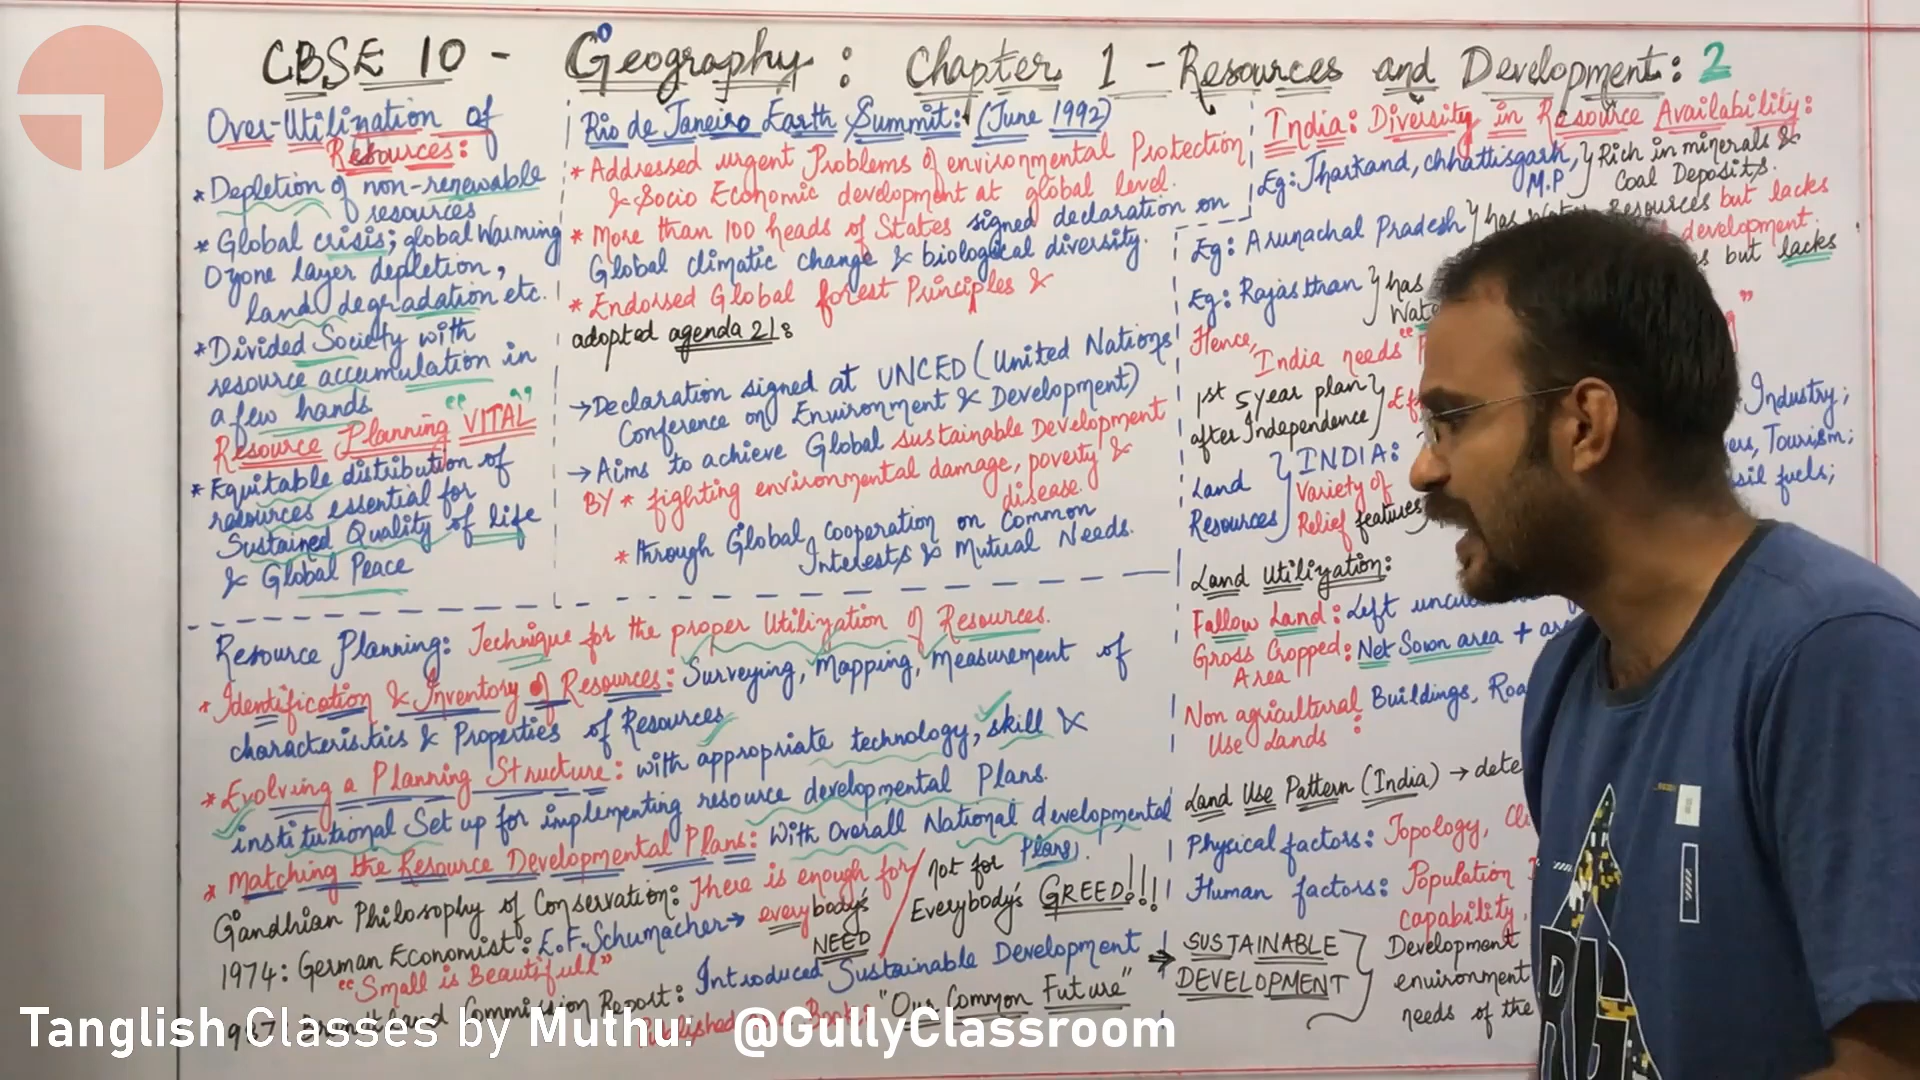 CBSE 10 - Geography : Chapter 1 - Resources and Development: 2
Over-Utilization of
Resources:
* Depletion of non-renewable
resources
* Global crisis; global Warming
Ozone layer depletion,
land degradation etc.
* Divided Society with
resource accumulation in
a few hands
Resource Planning "VITAL"
* Equitable distribution of
resources essential for
Sustained Quality of life
& Global Peace
Rio de Janeiro Earth Summit: (June 1992)
* Addressed urgent Problems of environmental Protection
& Socio Economic development at global level.
* More than 100 heads of States signed declaration on
Global climatic change & biological diversity.
* Endorsed Global forest Principles &
adopted agenda 21:
→ Declaration signed at UNCED (United Nations
Conference on Environment & Development)
→ Aims to achieve Global sustainable Development
BY * fighting environmental damage, poverty &
disease.
* through Global cooperation on Common
Interests & Mutual Needs.
Resource Planning: Technique for the proper Utilization of Resources.
* Identification & Inventory of Resources: Surveying, Mapping, Measurement of
characteristics & Properties of Resources
* Evolving a Planning Structure: with appropriate technology, skill &
institutional Set up for implementing resource developmental Plans.
* Matching the Resource Developmental Plans: With Overall National developmental
Plans.
Gandhian Philosophy of Conservation: There is enough for
everybody's
NEED
not for
Everybody's GREED!!!
1974: German Economist: E.F. Schumacher →
"Small is Beautifull"
Commission Report: Introduced Sustainable Development
"Our Common Future"
India: Diversity in Resource Availability:
Eg: Jharkand, chhattisgarh,
M.P } Rich in minerals &
Coal Deposits.
Eg: Arunachal Pradesh } has Water Resources but lacks
development.
Eg: Rajasthan } has but lacks
Hence,
India needs "
1st 5 year plan
after Independence }
Industry;
Tourism;
fuels;
Land
Resources } INDIA:
Variety of
Relief features
Land Utilization:
Fallow Land: Left
Gross Cropped: Net Sown area +
Area
Non agricultural : Buildings,
Use Lands
Land Use Pattern (India) →
Physical factors: Topology,
Human factors: Population
capability,
→ SUSTAINABLE
DEVELOPMENT } Development
environment
needs of the
Tanglish Classes by Muthu: @GullyClassroom